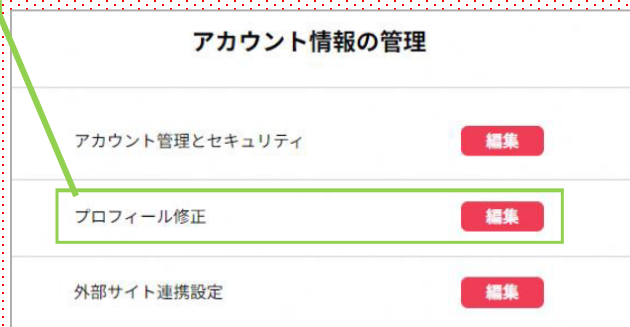 アカウント情報の管理
アカウント管理とセキュリティ 編集
プロフィール修正 編集
外部サイト連携設定 編集